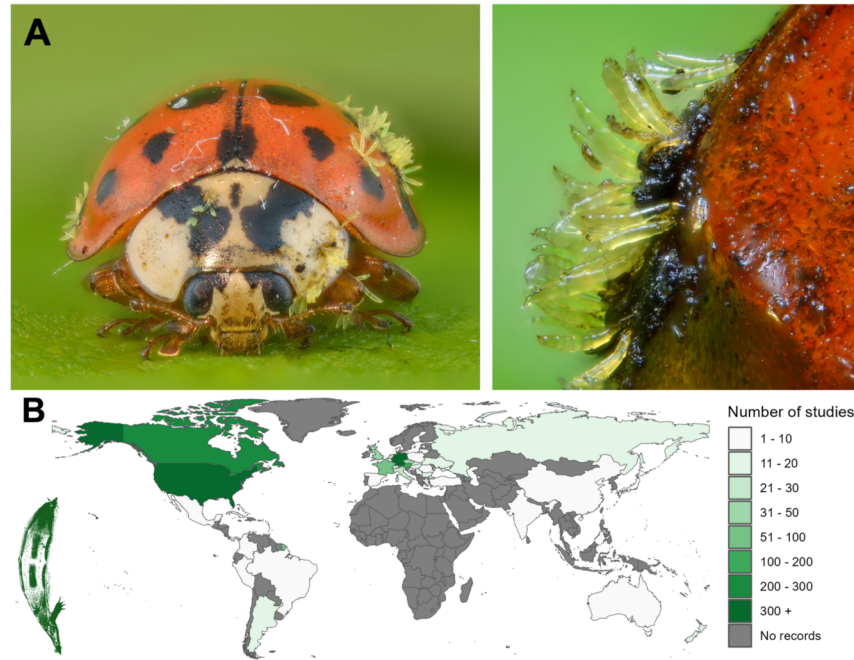 A
B
Number of studies
1 - 10
11 - 20
21 - 30
31 - 50
51 - 100
100 - 200
200 - 300
300 +
No records